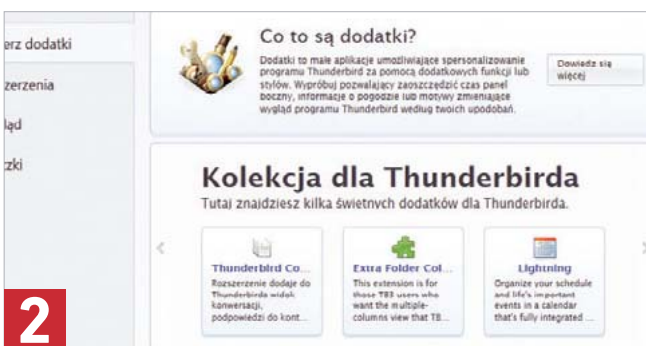 erz dodatki
zerzenia
ląd
zki
Co to są dodatki?
Dodatki to małe aplikacje umożliwiające spersonalizowanie
programu Thunderbird za pomocą dodatkowych funkcji lub
stylów. Wypróbuj pozwalający zaoszczędzić czas panel
boczny, informacje o pogodzie lub motywy zmieniające
wygląd programu Thunderbird według twoich upodobań.
Dowiedz się
więcej
Kolekcja dla Thunderbirda
Tutaj znajdziesz kilka świetnych dodatków dla Thunderbirda.
Thunderbird Co...
Rozszerzenie dodaje do
Thunderbirda widok
konwersacji,
podpowiedzi do kont...
Extra Folder Col...
This extension is for
those TB3 users who
want the multiple-
columns view that TB...
Lightning
Organize your schedule
and life's important
events in a calendar
that's fully integrated ...
2